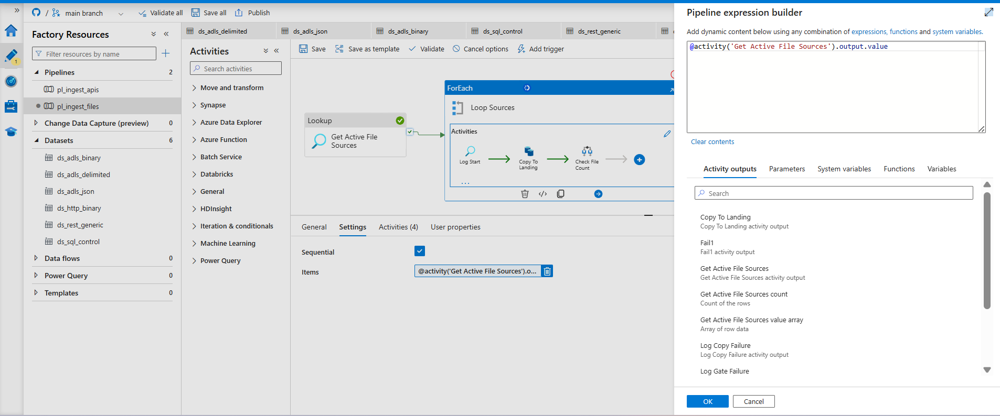 / main branch
Validate all
Save all
Publish
1
Factory Resources
Filter resources by name
Pipelines 2
pl_ingest_apis
pl_ingest_files
Change Data Capture (preview) 0
Datasets 6
ds_adls_binary
ds_adls_delimited
ds_adls_json
ds_http_binary
ds_rest_generic
ds_sql_control
Data flows 0
Power Query 0
Templates 0
ds_adls_delimited
ds_adls_json
ds_adls_binary
ds_sql_control
ds_rest_generic
Activities
Search activities
Move and transform
Synapse
Azure Data Explorer
Azure Function
Batch Service
Databricks
General
HDInsight
Iteration & conditionals
Machine Learning
Power Query
Save
Save as template
Validate
Cancel options
Add trigger
Lookup
Get Active File
Sources
ForEach
Loop Sources
Activities
Log Start
Copy To
Landing
Check File
Count
...
General
Settings
Activities (4)
User properties
Sequential
Items
@activity('Get Active File Sources').o...
Pipeline expression builder
Add dynamic content below using any combination of expressions, functions and system variables.
@activity('Get Active File Sources').output.value
Clear contents
Activity outputs
Parameters
System variables
Functions
Variables
Search
Copy To Landing
Copy To Landing activity output
Fail1
Fail1 activity output
Get Active File Sources
Get Active File Sources activity output
Get Active File Sources count
Count of the rows
Get Active File Sources value array
Array of row data
Log Copy Failure
Log Copy Failure activity output
Log Gate Failure
OK
Cancel